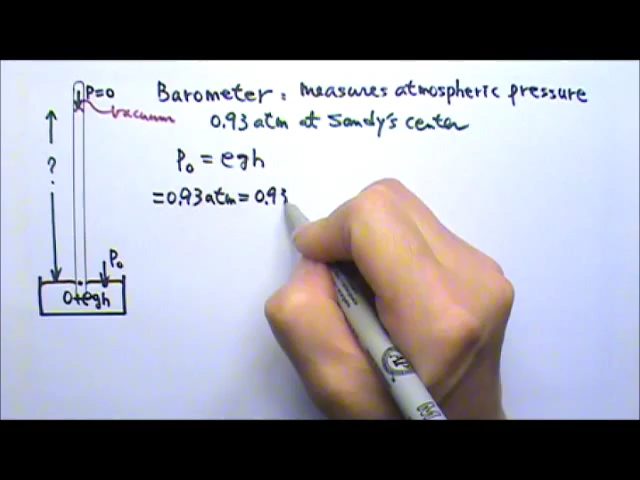 P=0
Barometer : measures atmospheric pressure
vacuum
0.93 atm at Sandy's center
P₀ = ρgh
?
= 0.93 atm = 0.93
P₀
0+ρgh